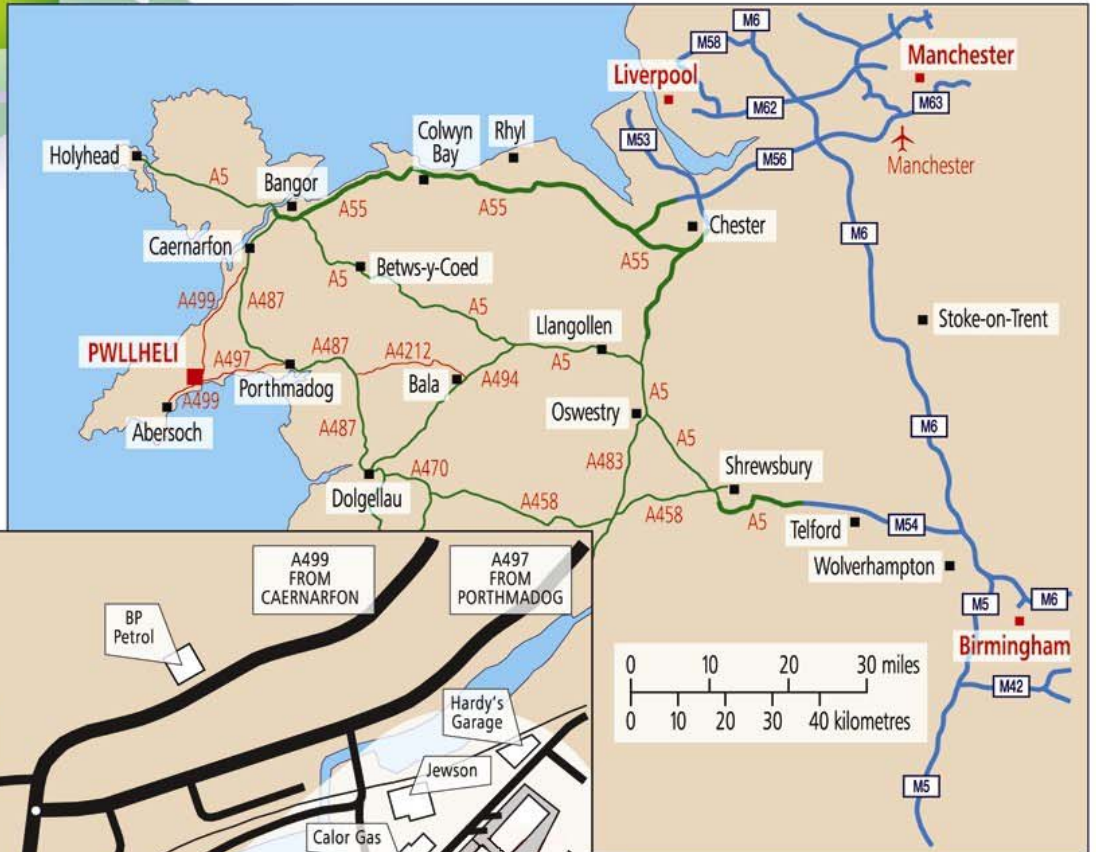 M6
M58
Manchester
Liverpool
M62
M63
M53
M56
Manchester
Colwyn
Bay
Rhyl
Holyhead
A5
Bangor
A55
A55
Chester
M6
Caernarfon
Betws-y-Coed
A5
A55
A499
A487
A5
Llangollen
Stoke-on-Trent
PWLLHELI
A497
A487
A4212
A5
Porthmadog
Bala
A494
A5
A499
Abersoch
Oswestry
M6
A487
A5
A483
A470
Shrewsbury
Dolgellau
A458
A458
A5
Telford
M54
Wolverhampton
M5
M6
Birmingham
M42
M5
0 10 20 30 miles
0 10 20 30 40 kilometres
A499
FROM
CAERNARFON
A497
FROM
PORTHMADOG
BP
Petrol
Hardy's
Garage
Jewson
Calor Gas